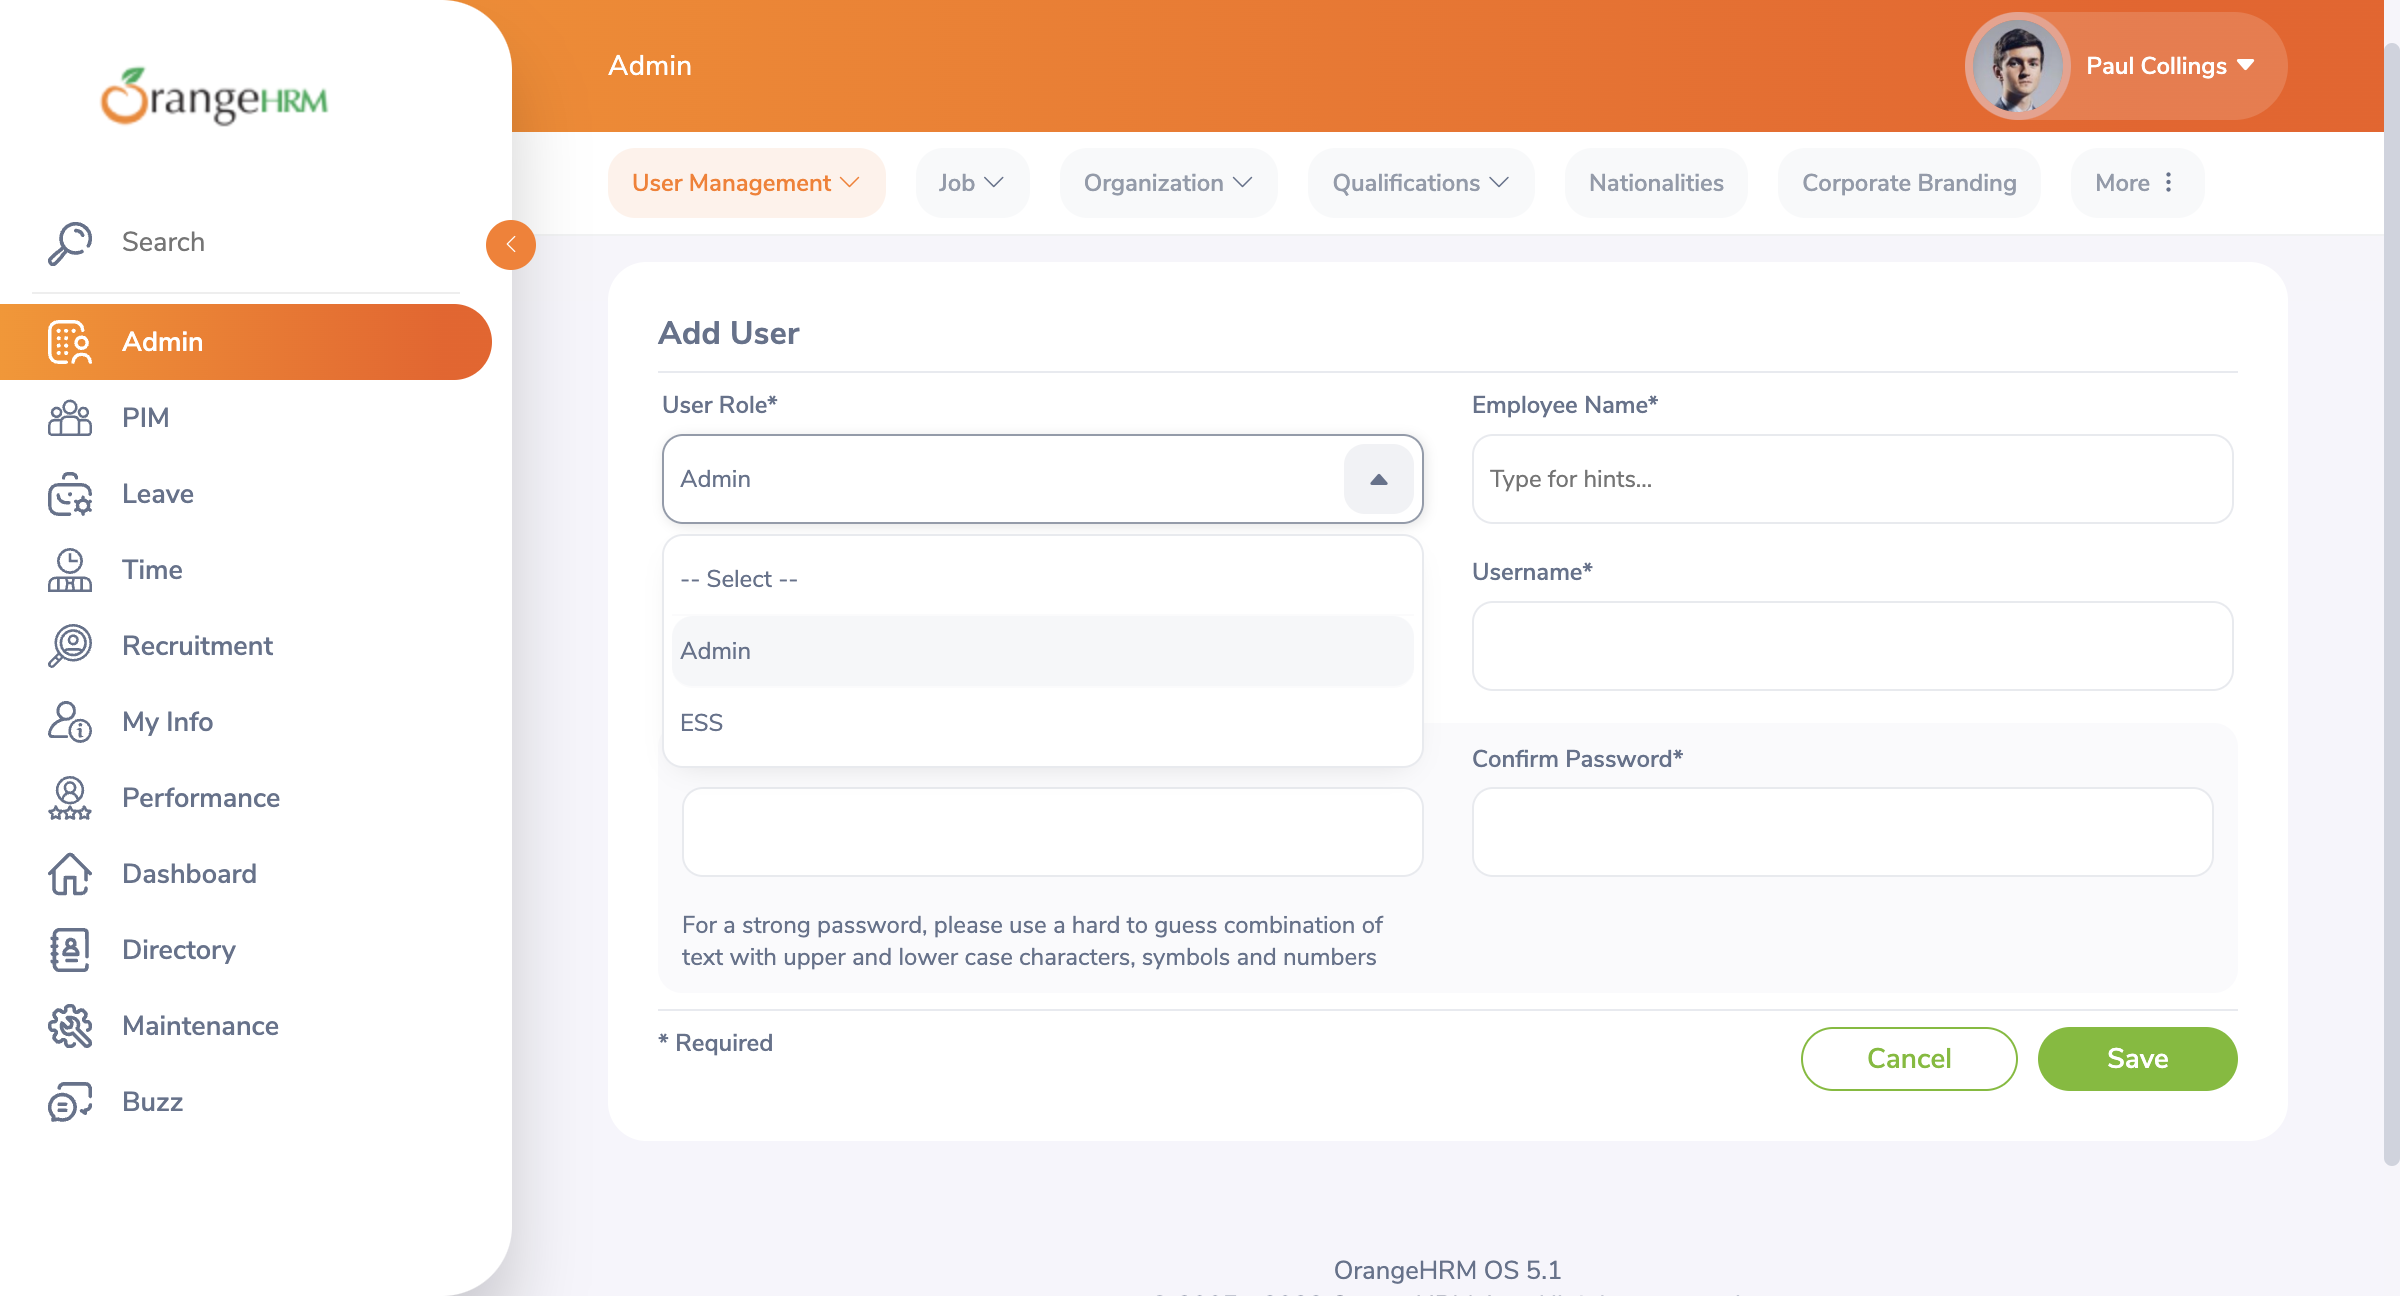 OrangeHRM
Admin
Paul Collings
User Management
Job
Organization
Qualifications
Nationalities
Corporate Branding
More
Search
Admin
PIM
Leave
Time
Recruitment
My Info
Performance
Dashboard
Directory
Maintenance
Buzz
Add User
User Role*
Admin
-- Select --
Admin
ESS
Employee Name*
Type for hints...
Username*
Confirm Password*
For a strong password, please use a hard to guess combination of
text with upper and lower case characters, symbols and numbers
* Required
Cancel
Save
OrangeHRM OS 5.1